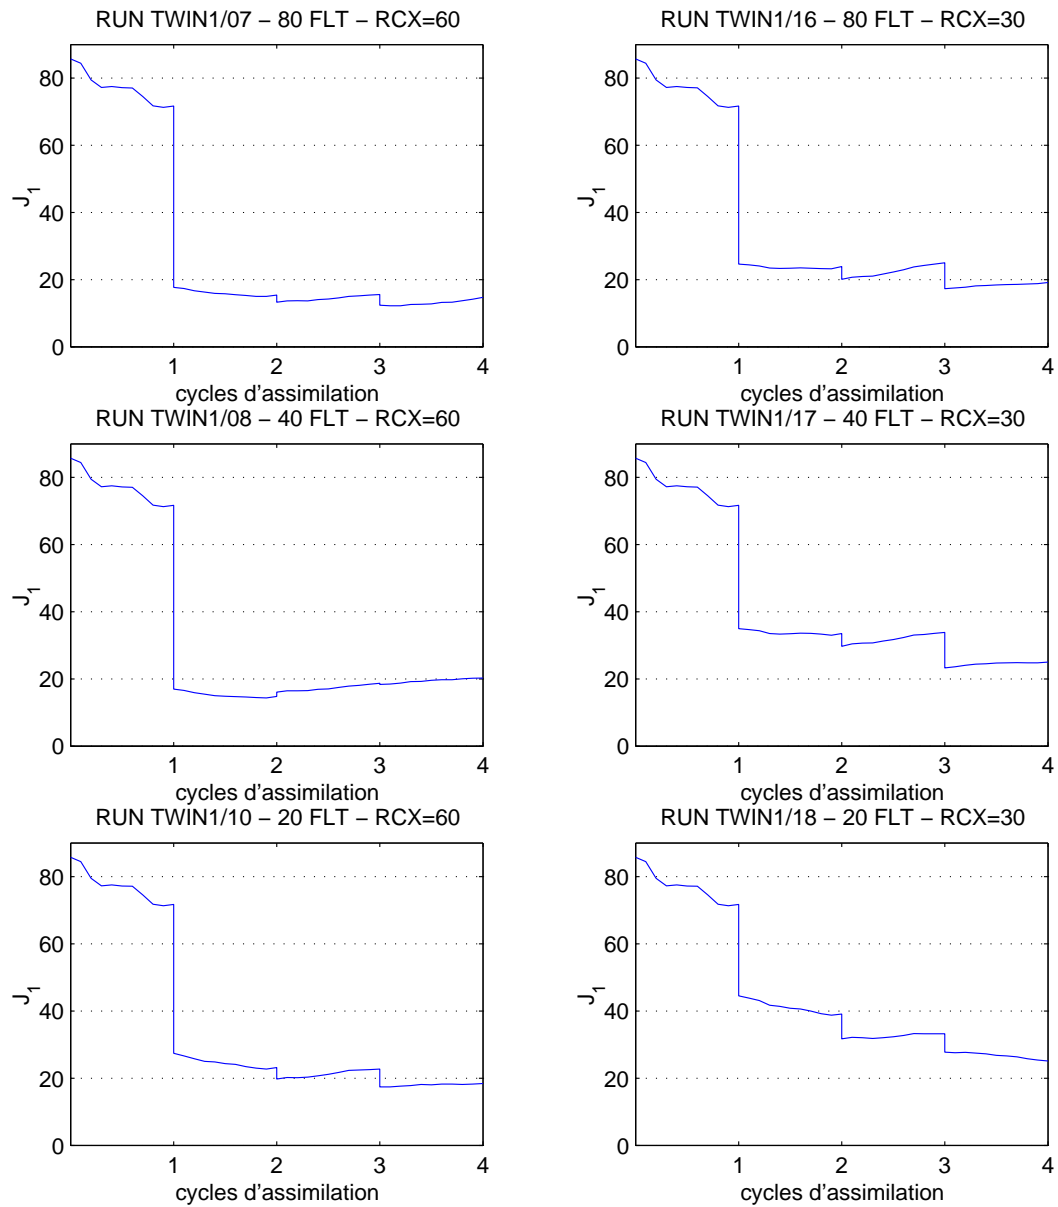 RUN TWIN1/07 − 80 FLT − RCX=60
80
60
40
20
0
J1
1 2 3 4
cycles d'assimilation
RUN TWIN1/16 − 80 FLT − RCX=30
80
60
40
20
0
J1
1 2 3 4
cycles d'assimilation
RUN TWIN1/08 − 40 FLT − RCX=60
80
60
40
20
0
J1
1 2 3 4
cycles d'assimilation
RUN TWIN1/17 − 40 FLT − RCX=30
80
60
40
20
0
J1
1 2 3 4
cycles d'assimilation
RUN TWIN1/10 − 20 FLT − RCX=60
80
60
40
20
0
J1
1 2 3 4
cycles d'assimilation
RUN TWIN1/18 − 20 FLT − RCX=30
80
60
40
20
0
J1
1 2 3 4
cycles d'assimilation